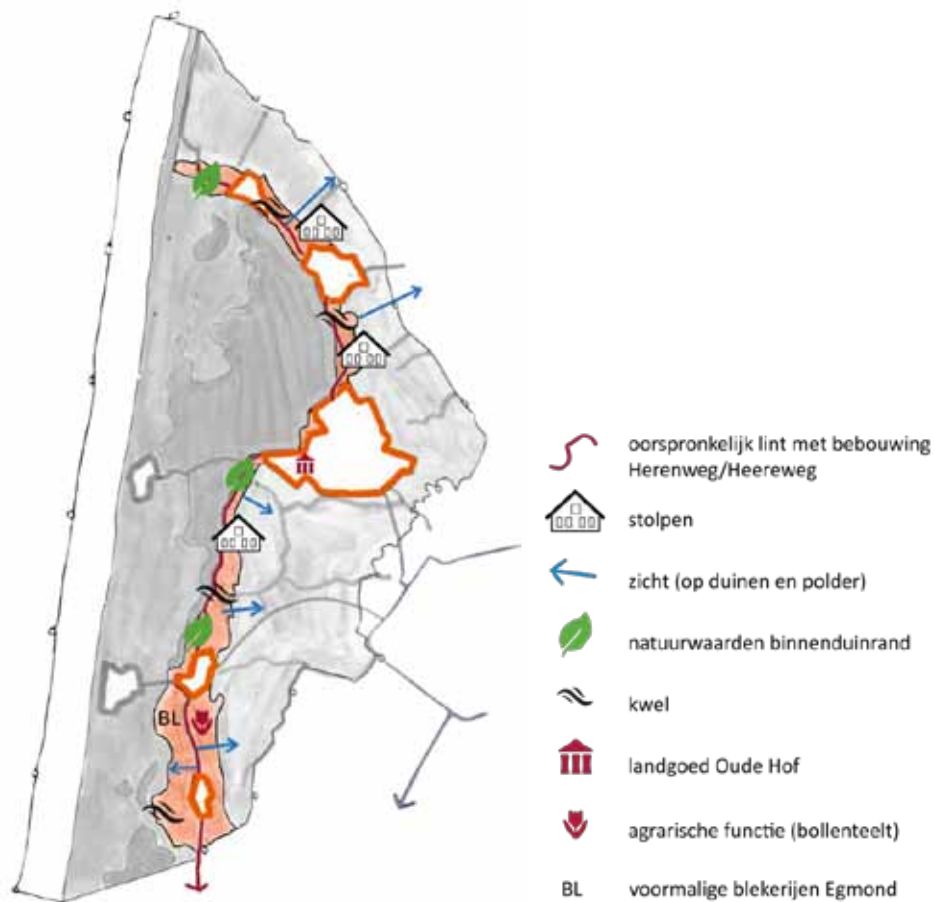 oorspronkelijk lint met bebouwing
Herenweg/Heereweg
stolpen
zicht (op duinen en polder)
natuurwaarden binnenduinrand
kwel
landgoed Oude Hof
agrarische functie (bollenteelt)
BL voormalige blekerijen Egmond
BL